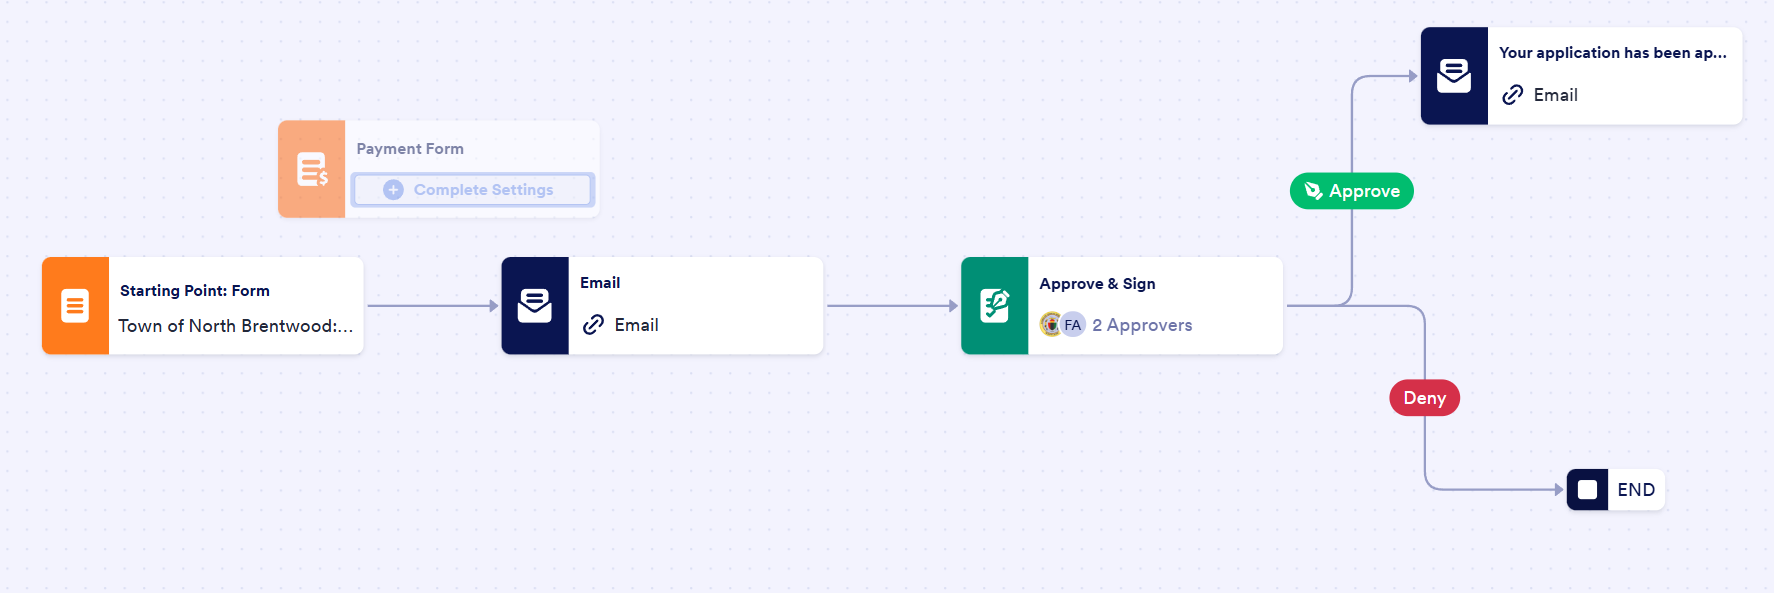 Your application has been ap...
Email
Payment Form
Complete Settings
Approve
Starting Point: Form
Town of North Brentwood:...
Email
Email
Approve & Sign
FA 2 Approvers
Deny
END